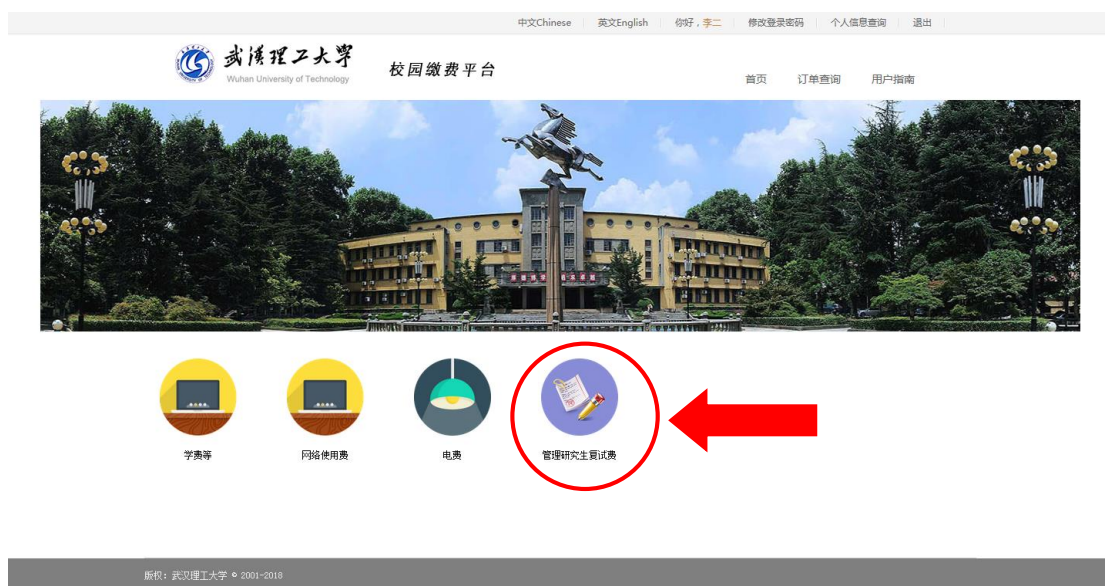 中文Chinese 英文English 你好，李二 修改登录密码 个人信息查询 退出
武汉理工大学
Wuhan University of Technology
校园缴费平台
首页 订单查询 用户指南
学费等 网络使用费 电费 管理研究生复试费
版权：武汉理工大学 © 2001-2018